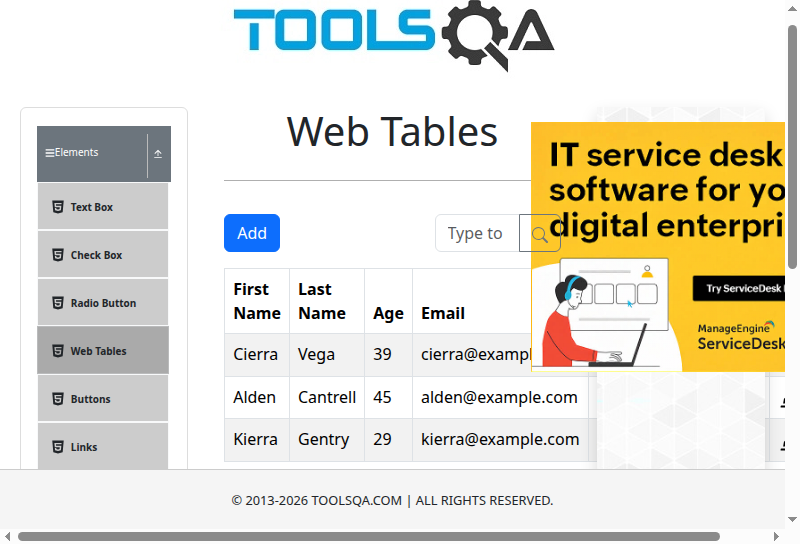 TOOLSQA
Elements
Text Box
Check Box
Radio Button
Web Tables
Buttons
Links
Web Tables
Add
Type to
First Name Last Name Age Email
Cierra Vega 39 cierra@exampl
Alden Cantrell 45 alden@example.com
Kierra Gentry 29 kierra@example.com
IT service desk
software for yo
digital enterpri
Try ServiceDesk
ManageEngine
ServiceDesk
© 2013-2026 TOOLSQA.COM | ALL RIGHTS RESERVED.